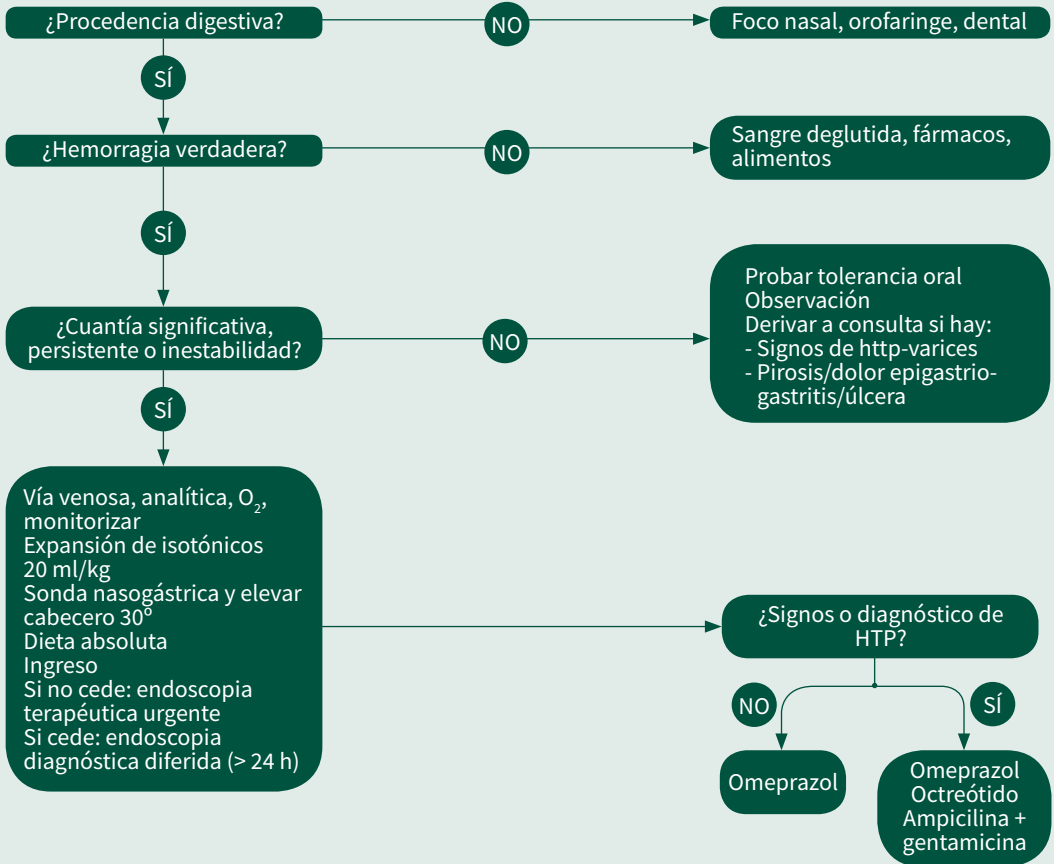 ¿Procedencia digestiva?
NO
Foco nasal, orofaringe, dental
SÍ
¿Hemorragia verdadera?
NO
Sangre deglutida, fármacos,
alimentos
SÍ
¿Cuantía significativa,
persistente o inestabilidad?
NO
Probar tolerancia oral
Observación
Derivar a consulta si hay:
- Signos de http-varices
- Pirosis/dolor epigastrio-
gastritis/úlcera
SÍ
Vía venosa, analítica, O₂,
monitorizar
Expansión de isotónicos
20 ml/kg
Sonda nasogástrica y elevar
cabecero 30º
Dieta absoluta
Ingreso
Si no cede: endoscopia
terapéutica urgente
Si cede: endoscopia
diagnóstica diferida (> 24 h)
¿Signos o diagnóstico de
HTP?
NO
SÍ
Omeprazol
Omeprazol
Octreótido
Ampicilina +
gentamicina